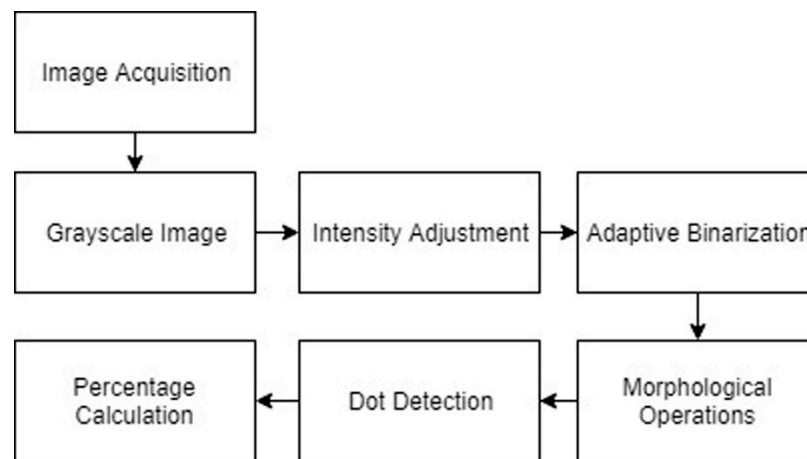 Image Acquisition
Grayscale Image
Intensity Adjustment
Adaptive Binarization
Morphological
Operations
Dot Detection
Percentage
Calculation